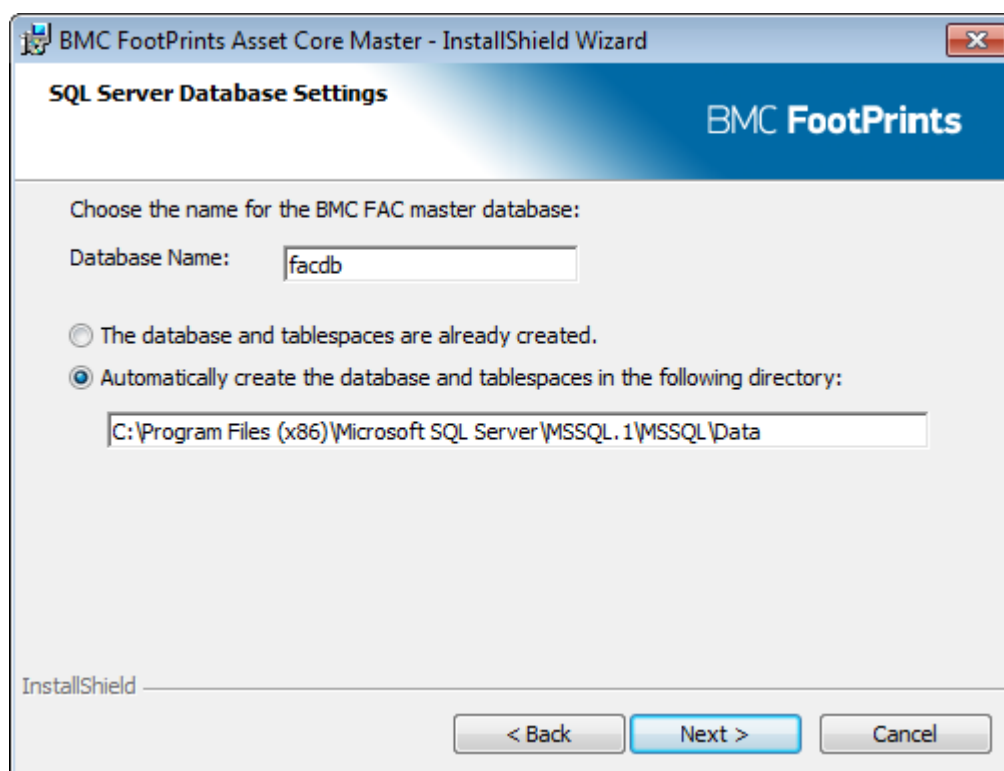 BMC FootPrints Asset Core Master - InstallShield Wizard
SQL Server Database Settings
BMC FootPrints
Choose the name for the BMC FAC master database:
Database Name: facdb
The database and tablespaces are already created.
Automatically create the database and tablespaces in the following directory:
C:\Program Files (x86)\Microsoft SQL Server\MSSQL.1\MSSQL\Data
InstallShield
< Back Next > Cancel